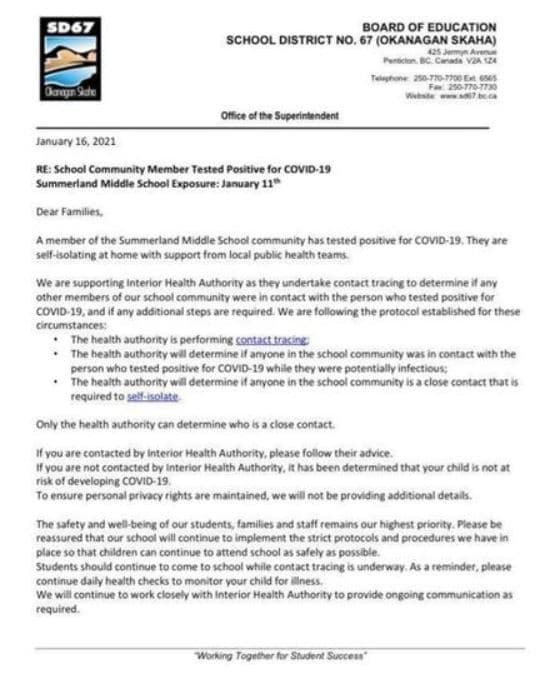 SD67
Okanagan Skaha
BOARD OF EDUCATION
SCHOOL DISTRICT NO. 67 (OKANAGAN SKAHA)
425 Jermyn Avenue
Penticton, BC, Canada V2A 1Z4
Telephone: 250-770-7700 Ext. 6565
Fax: 250-770-7730
Website: www.sd67.bc.ca
Office of the Superintendent
January 16, 2021
RE: School Community Member Tested Positive for COVID-19
Summerland Middle School Exposure: January 11th
Dear Families,
A member of the Summerland Middle School community has tested positive for COVID-19. They are
self-isolating at home with support from local public health teams.
We are supporting Interior Health Authority as they undertake contact tracing to determine if any
other members of our school community were in contact with the person who tested positive for
COVID-19, and if any additional steps are required. We are following the protocol established for these
circumstances:
• The health authority is performing contact tracing;
• The health authority will determine if anyone in the school community was in contact with the
person who tested positive for COVID-19 while they were potentially infectious;
• The health authority will determine if anyone in the school community is a close contact that is
required to self-isolate.
Only the health authority can determine who is a close contact.
If you are contacted by Interior Health Authority, please follow their advice.
If you are not contacted by Interior Health Authority, it has been determined that your child is not at
risk of developing COVID-19.
To ensure personal privacy rights are maintained, we will not be providing additional details.
The safety and well-being of our students, families and staff remains our highest priority. Please be
reassured that our school will continue to implement the strict protocols and procedures we have in
place so that children can continue to attend school as safely as possible.
Students should continue to come to school while contact tracing is underway. As a reminder, please
continue daily health checks to monitor your child for illness.
We will continue to work closely with Interior Health Authority to provide ongoing communication as
required.
"Working Together for Student Success"